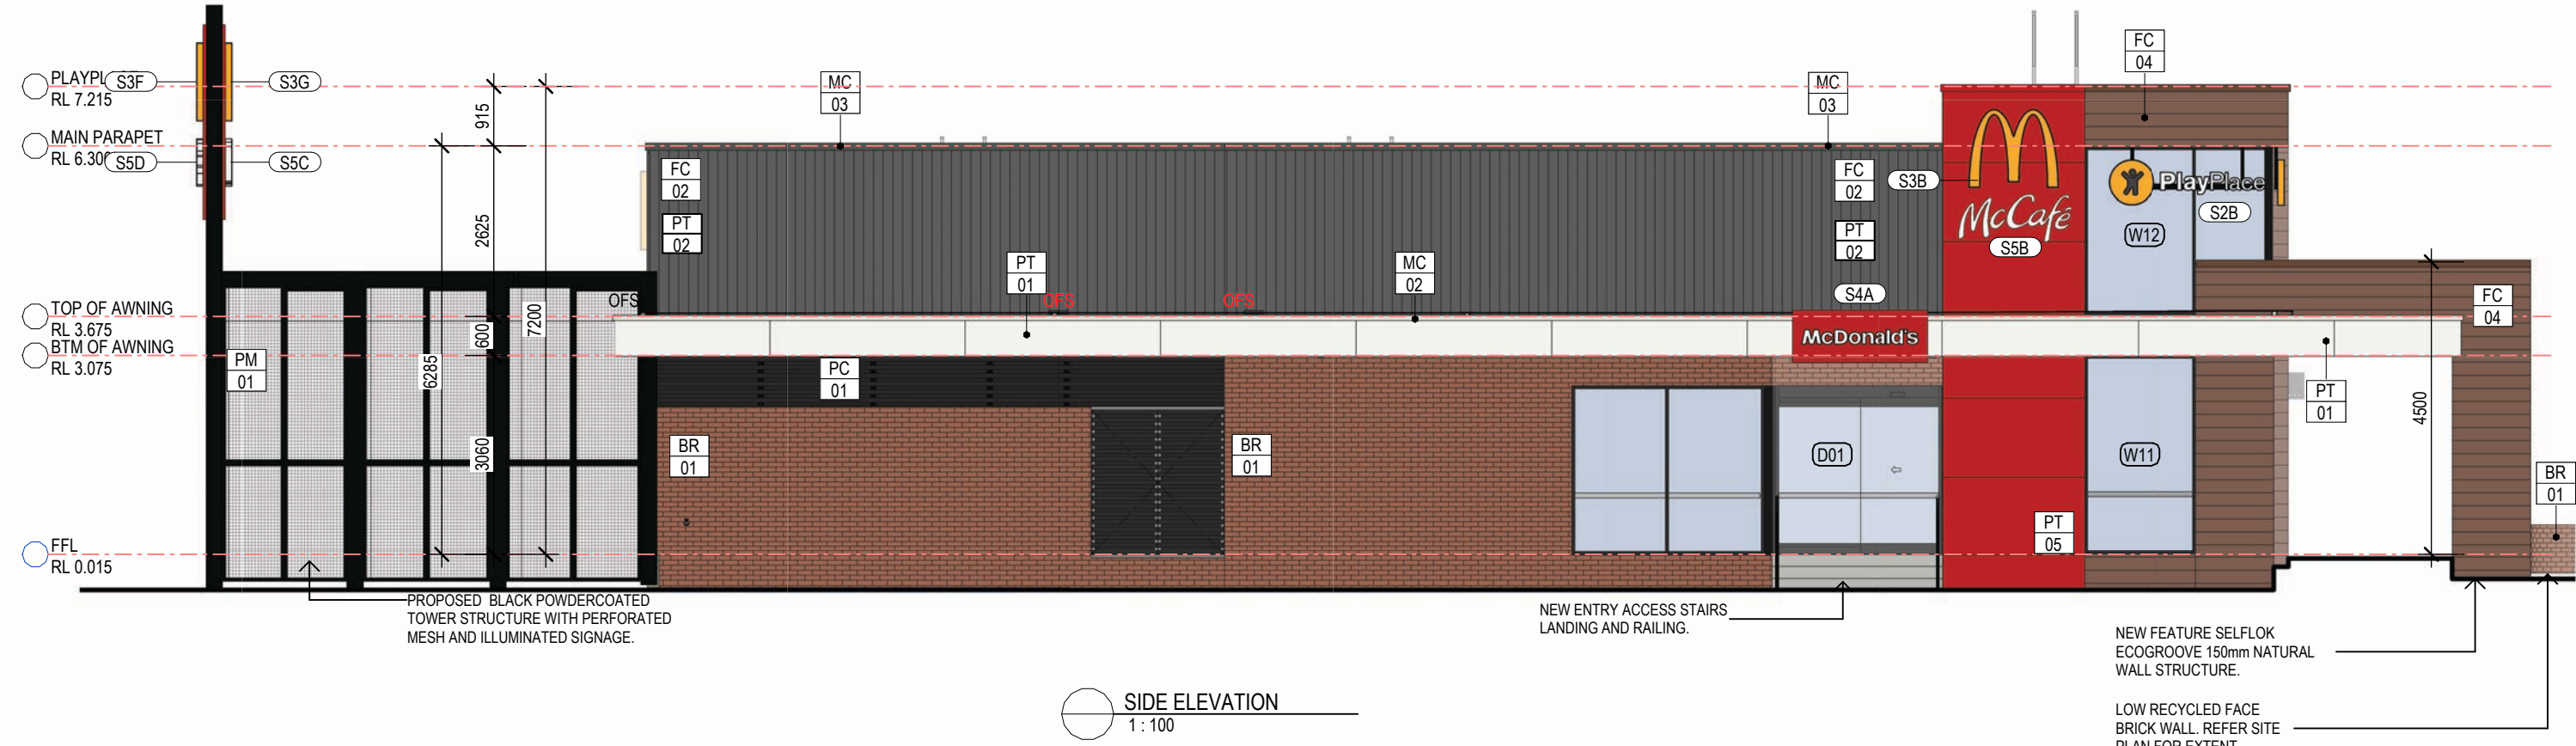 FC
04
PLAYPL
S3F
S3G
RL 7.215
MC
03
MC
03
915
MAIN PARAPET
RL 6.30
S5D
S5C
FC
02
FC
02
S3B
McCafé
PlayPlace
S2B
PT
02
PT
02
2625
S5B
W12
PT
01
MC
02
S4A
OFS
OFS
OFS
TOP OF AWNING
RL 3.675
600
7200
FC
04
McDonald's
BTM OF AWNING
RL 3.075
PM
01
6285
PC
01
PT
01
4500
BR
01
BR
01
3060
D01
W11
BR
01
PT
05
FFL
RL 0.015
PROPOSED BLACK POWDERCOATED
TOWER STRUCTURE WITH PERFORATED
MESH AND ILLUMINATED SIGNAGE.
NEW ENTRY ACCESS STAIRS
LANDING AND RAILING.
NEW FEATURE SELFLOK
ECOGROOVE 150mm NATURAL
WALL STRUCTURE.
SIDE ELEVATION
1 : 100
LOW RECYCLED FACE
BRICK WALL. REFER SITE
PLAN FOR EXTENT